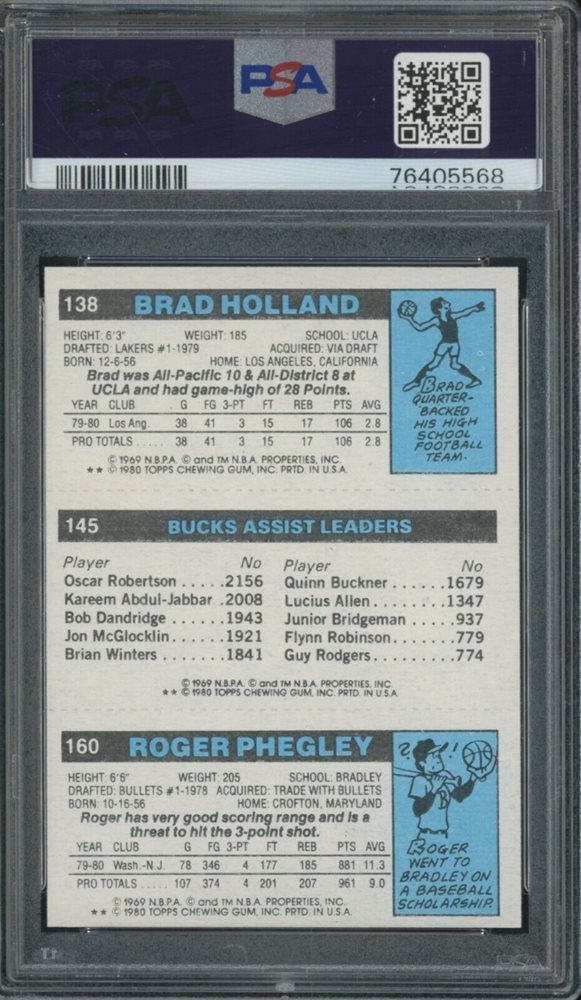 PSA
PSA
76405568
138 BRAD HOLLAND
HEIGHT: 6'3" WEIGHT: 185 SCHOOL: UCLA
DRAFTED: LAKERS #1-1979 ACQUIRED: VIA DRAFT
BORN: 12-6-56 HOME: LOS ANGELES, CALIFORNIA
Brad was All-Pacific 10 & All-District 8 at
UCLA and had game-high of 28 Points.
YEAR CLUB G FG 3-PT FT REB PTS AVG
79-80 Los Ang. 38 41 3 15 17 106 2.8
PRO TOTALS . . . . . 38 41 3 15 17 106 2.8
© 1969 N.B.P.A. © and TM N.B.A. PROPERTIES, INC.
★★ © 1980 TOPPS CHEWING GUM, INC. PRTD. IN U.S.A.
BRAD
QUARTER-
BACKED
HIS HIGH
SCHOOL
FOOTBALL
TEAM.
145 BUCKS ASSIST LEADERS
Player No
Oscar Robertson . . . . .2156
Kareem Abdul-Jabbar .2008
Bob Dandridge . . . . . .1943
Jon McGlocklin . . . . . .1921
Brian Winters . . . . . . .1841
Player No
Quinn Buckner . . . . . .1679
Lucius Allen . . . . . . . .1347
Junior Bridgeman . . . . .937
Flynn Robinson . . . . . .779
Guy Rodgers . . . . . . . .774
© 1969 N.B.P.A. © and TM N.B.A. PROPERTIES, INC
★★ © 1980 TOPPS CHEWING GUM, INC. PRTD. IN U.S.A
160 ROGER PHEGLEY
HEIGHT: 6'6" WEIGHT: 205 SCHOOL: BRADLEY
DRAFTED: BULLETS #1-1978 ACQUIRED: TRADE WITH BULLETS
BORN: 10-16-56 HOME: CROFTON, MARYLAND
Roger has very good scoring range and is a
threat to hit the 3-point shot.
YEAR CLUB G FG 3-PT FT REB PTS AVG
79-80 Wash.-N.J. 78 346 4 177 185 881 11.3
PRO TOTALS . . . . . 107 374 4 201 207 961 9.0
© 1969 N.B.P.A. © and TM N.B.A. PROPERTIES, INC.
★★ © 1980 TOPPS CHEWING GUM, INC. PRTD. IN U.S.A.
? !
B
ROGER
WENT TO
BRADLEY ON
A BASEBALL
SCHOLARSHIP.
PSA